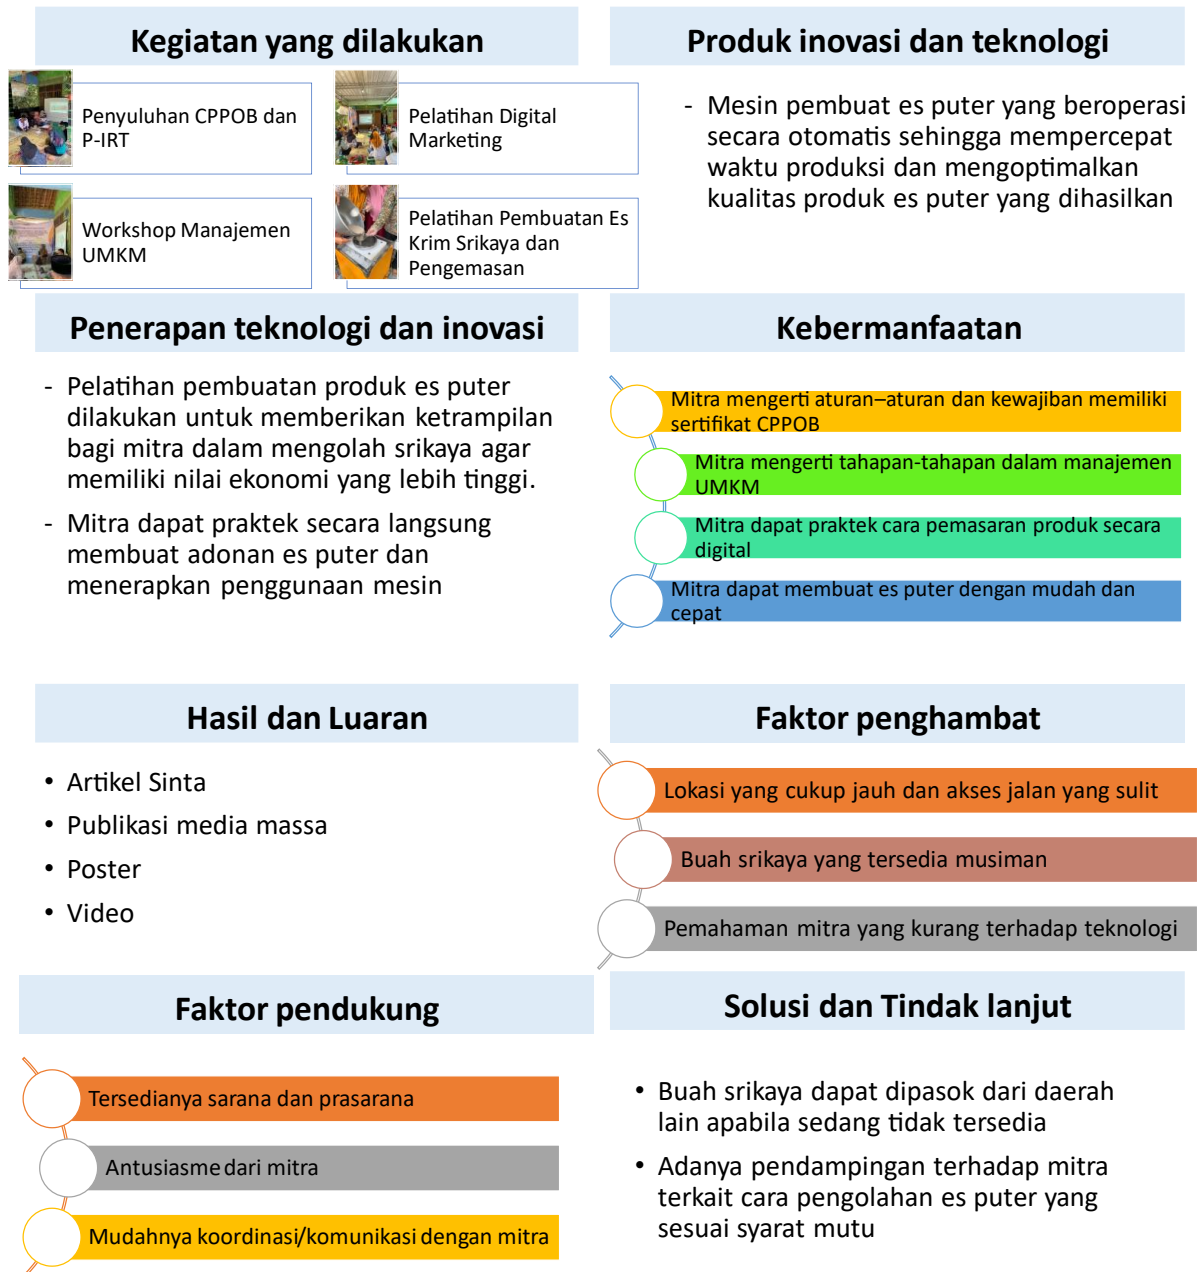 Kegiatan yang dilakukan
Penyuluhan CPPOB dan
P-IRT
Pelatihan Digital
Marketing
Workshop Manajemen
UMKM
Pelatihan Pembuatan Es
Krim Srikaya dan
Pengemasan
Produk inovasi dan teknologi
- Mesin pembuat es puter yang beroperasi
secara otomatis sehingga mempercepat
waktu produksi dan mengoptimalkan
kualitas produk es puter yang dihasilkan
Penerapan teknologi dan inovasi
- Pelatihan pembuatan produk es puter
dilakukan untuk memberikan ketrampilan
bagi mitra dalam mengolah srikaya agar
memiliki nilai ekonomi yang lebih tinggi.
- Mitra dapat praktek secara langsung
membuat adonan es puter dan
menerapkan penggunaan mesin
Kebermanfaatan
Mitra mengerti aturan–aturan dan kewajiban memiliki
sertifikat CPPOB
Mitra mengerti tahapan-tahapan dalam manajemen
UMKM
Mitra dapat praktek cara pemasaran produk secara
digital
Mitra dapat membuat es puter dengan mudah dan
cepat
Hasil dan Luaran
• Artikel Sinta
• Publikasi media massa
• Poster
• Video
Faktor penghambat
Lokasi yang cukup jauh dan akses jalan yang sulit
Buah srikaya yang tersedia musiman
Pemahaman mitra yang kurang terhadap teknologi
Faktor pendukung
Tersedianya sarana dan prasarana
Antusiasme dari mitra
Mudahnya koordinasi/komunikasi dengan mitra
Solusi dan Tindak lanjut
• Buah srikaya dapat dipasok dari daerah
lain apabila sedang tidak tersedia
• Adanya pendampingan terhadap mitra
terkait cara pengolahan es puter yang
sesuai syarat mutu